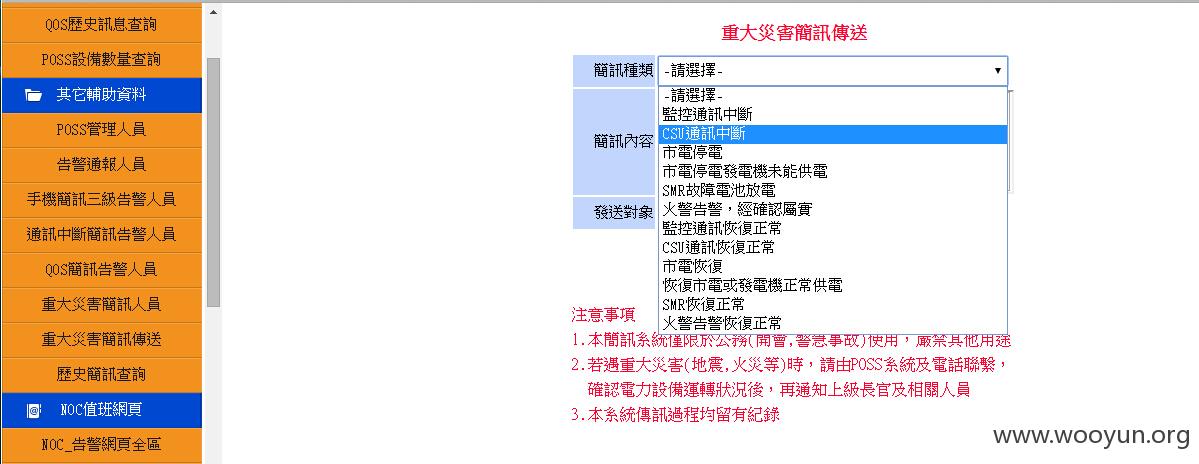 QOS歷史訊息查詢
POSS設備數量查詢
其它輔助資料
POSS管理人員
告警通報人員
手機簡訊三級告警人員
通訊中斷簡訊告警人員
QOS簡訊告警人員
重大災害簡訊人員
重大災害簡訊傳送
歷史簡訊查詢
NOC值班網頁
NOC_告警網頁全區
重大災害簡訊傳送
簡訊種類
-請選擇-
-請選擇-
監控通訊中斷
CSU通訊中斷
市電停電
市電停電發電機未能供電
SMR故障電池放電
火警告警，經確認屬實
監控通訊恢復正常
CSU通訊恢復正常
市電恢復
恢復市電或發電機正常供電
SMR恢復正常
火警告警恢復正常
簡訊內容
發送對象
注意事項
1.本簡訊系統僅限於公務(開會,警急事故)使用，嚴禁其他用途
2.若遇重大災害(地震,火災等)時，請由POSS系統及電話聯繫，
確認電力設備運轉狀況後，再通知上級長官及相關人員
3.本系統傳訊過程均留有紀錄
www.wooyun.org